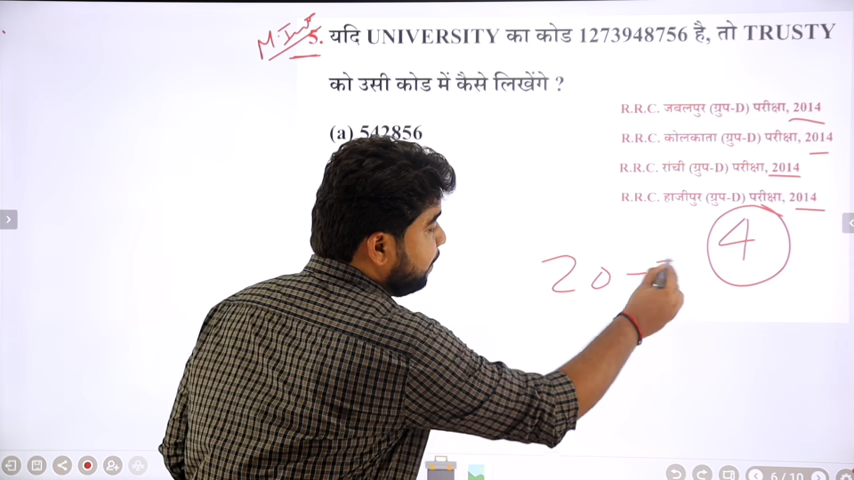 M. Imp
5. यदि UNIVERSITY का कोड 1273948756 है, तो TRUSTY
को उसी कोड में कैसे लिखेंगे ?
R.R.C. जबलपुर (ग्रुप-D) परीक्षा, 2014
R.R.C. कोलकाता (ग्रुप-D) परीक्षा, 2014
R.R.C. रांची (ग्रुप-D) परीक्षा, 2014
R.R.C. हाजीपुर (ग्रुप-D) परीक्षा, 2014
(a) 542856
4
20
6 / 10